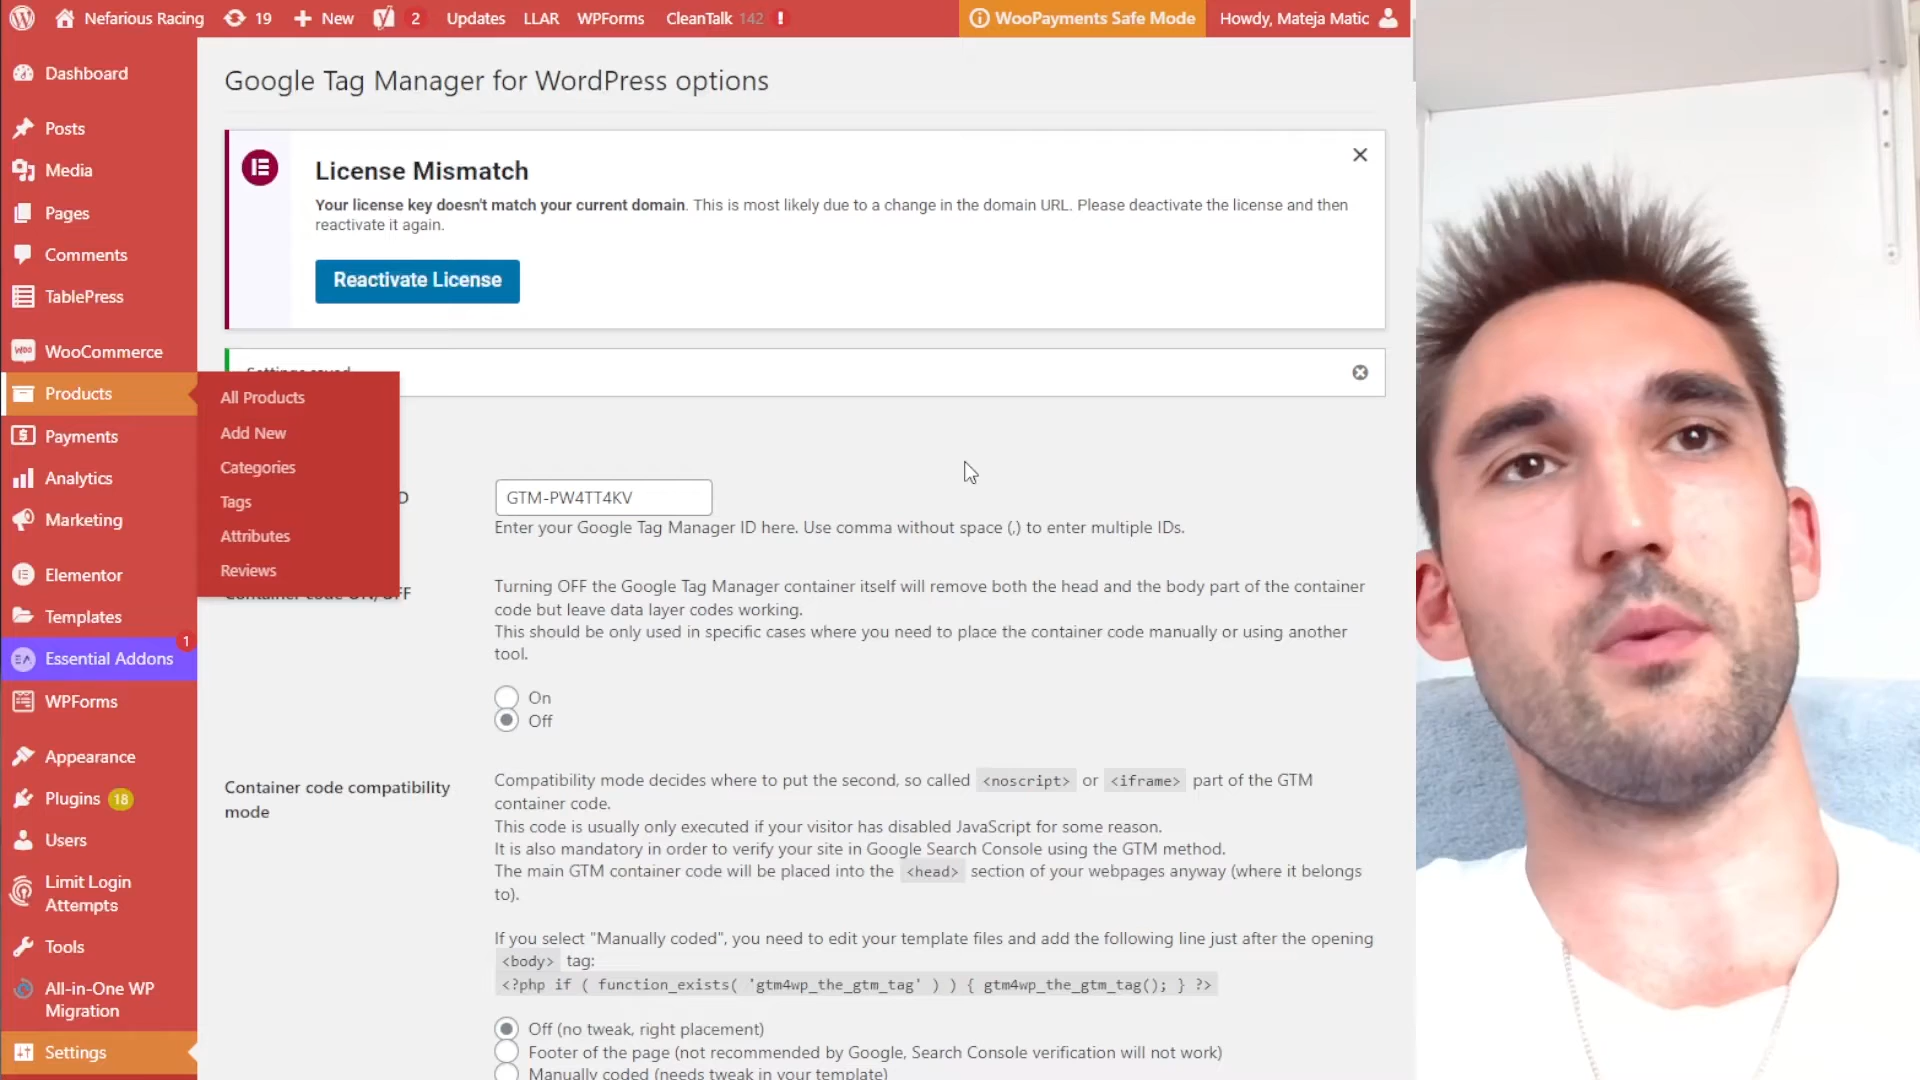 Nefarious Racing
19
New
2
Updates
LLAR
WPForms
CleanTalk 142 !
WooPayments Safe Mode
Howdy, Mateja Matic
Dashboard
Posts
Media
Pages
Comments
TablePress
WooCommerce
Products
Payments
Analytics
Marketing
Elementor
Templates
Essential Addons
1
WPForms
Appearance
Plugins 18
Users
Limit Login
Attempts
Tools
All-in-One WP
Migration
Settings
All Products
Add New
Categories
Tags
Attributes
Reviews
Google Tag Manager for WordPress options
License Mismatch
Your license key doesn't match your current domain. This is most likely due to a change in the domain URL. Please deactivate the license and then
reactivate it again.
Reactivate License
Settings saved
GTM-PW4TT4KV
Enter your Google Tag Manager ID here. Use comma without space (,) to enter multiple IDs.
Container code ON/OFF
Turning OFF the Google Tag Manager container itself will remove both the head and the body part of the container
code but leave data layer codes working.
This should be only used in specific cases where you need to place the container code manually or using another
tool.
On
Off
Container code compatibility
mode
Compatibility mode decides where to put the second, so called <noscript> or <iframe> part of the GTM
container code.
This code is usually only executed if your visitor has disabled JavaScript for some reason.
It is also mandatory in order to verify your site in Google Search Console using the GTM method.
The main GTM container code will be placed into the <head> section of your webpages anyway (where it belongs
to).
If you select "Manually coded", you need to edit your template files and add the following line just after the opening
<body> tag:
<?php if ( function_exists( 'gtm4wp_the_gtm_tag' ) ) { gtm4wp_the_gtm_tag(); } ?>
Off (no tweak, right placement)
Footer of the page (not recommended by Google, Search Console verification will not work)
Manually coded (needs tweak in your template)